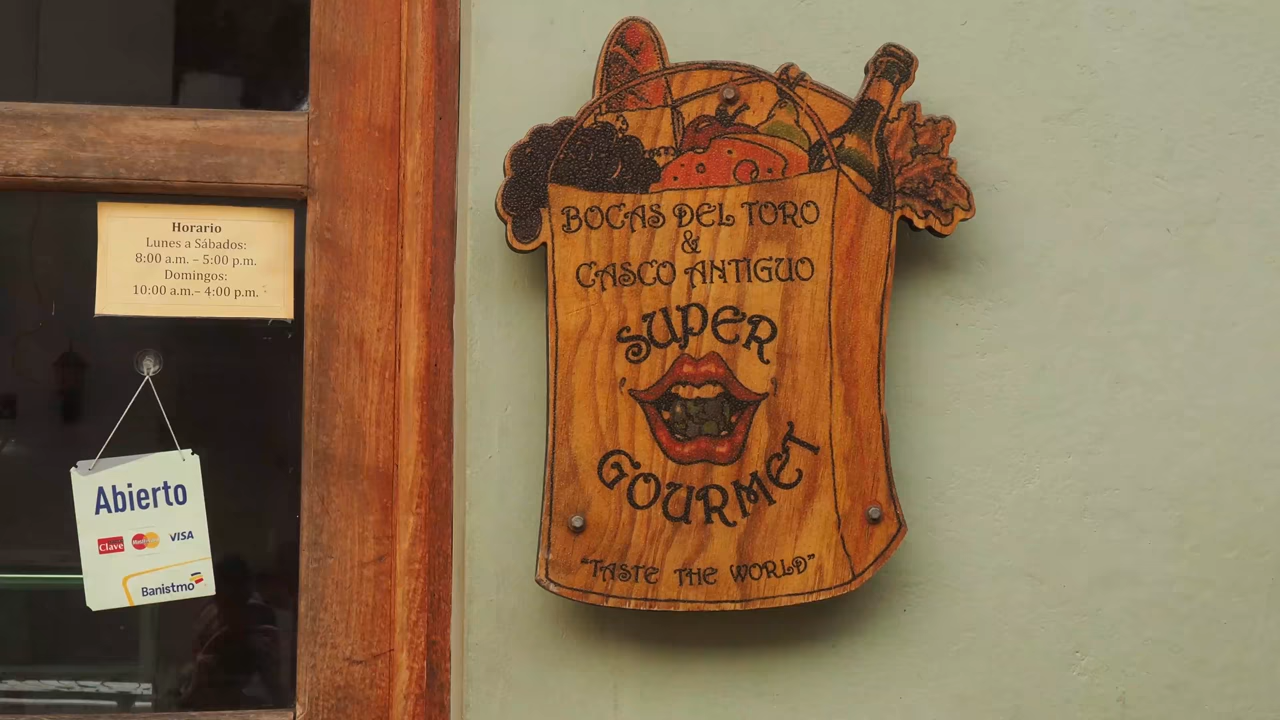 Horario
Lunes a Sábados:
8:00 a.m. – 5:00 p.m.
Domingos:
10:00 a.m.– 4:00 p.m.
Abierto
Clave
MasterCard
VISA
Banistmo
BOCAS DEL TORO
&
CASCO ANTIGUO
SUPER
GOURMET
"TASTE THE WORLD"